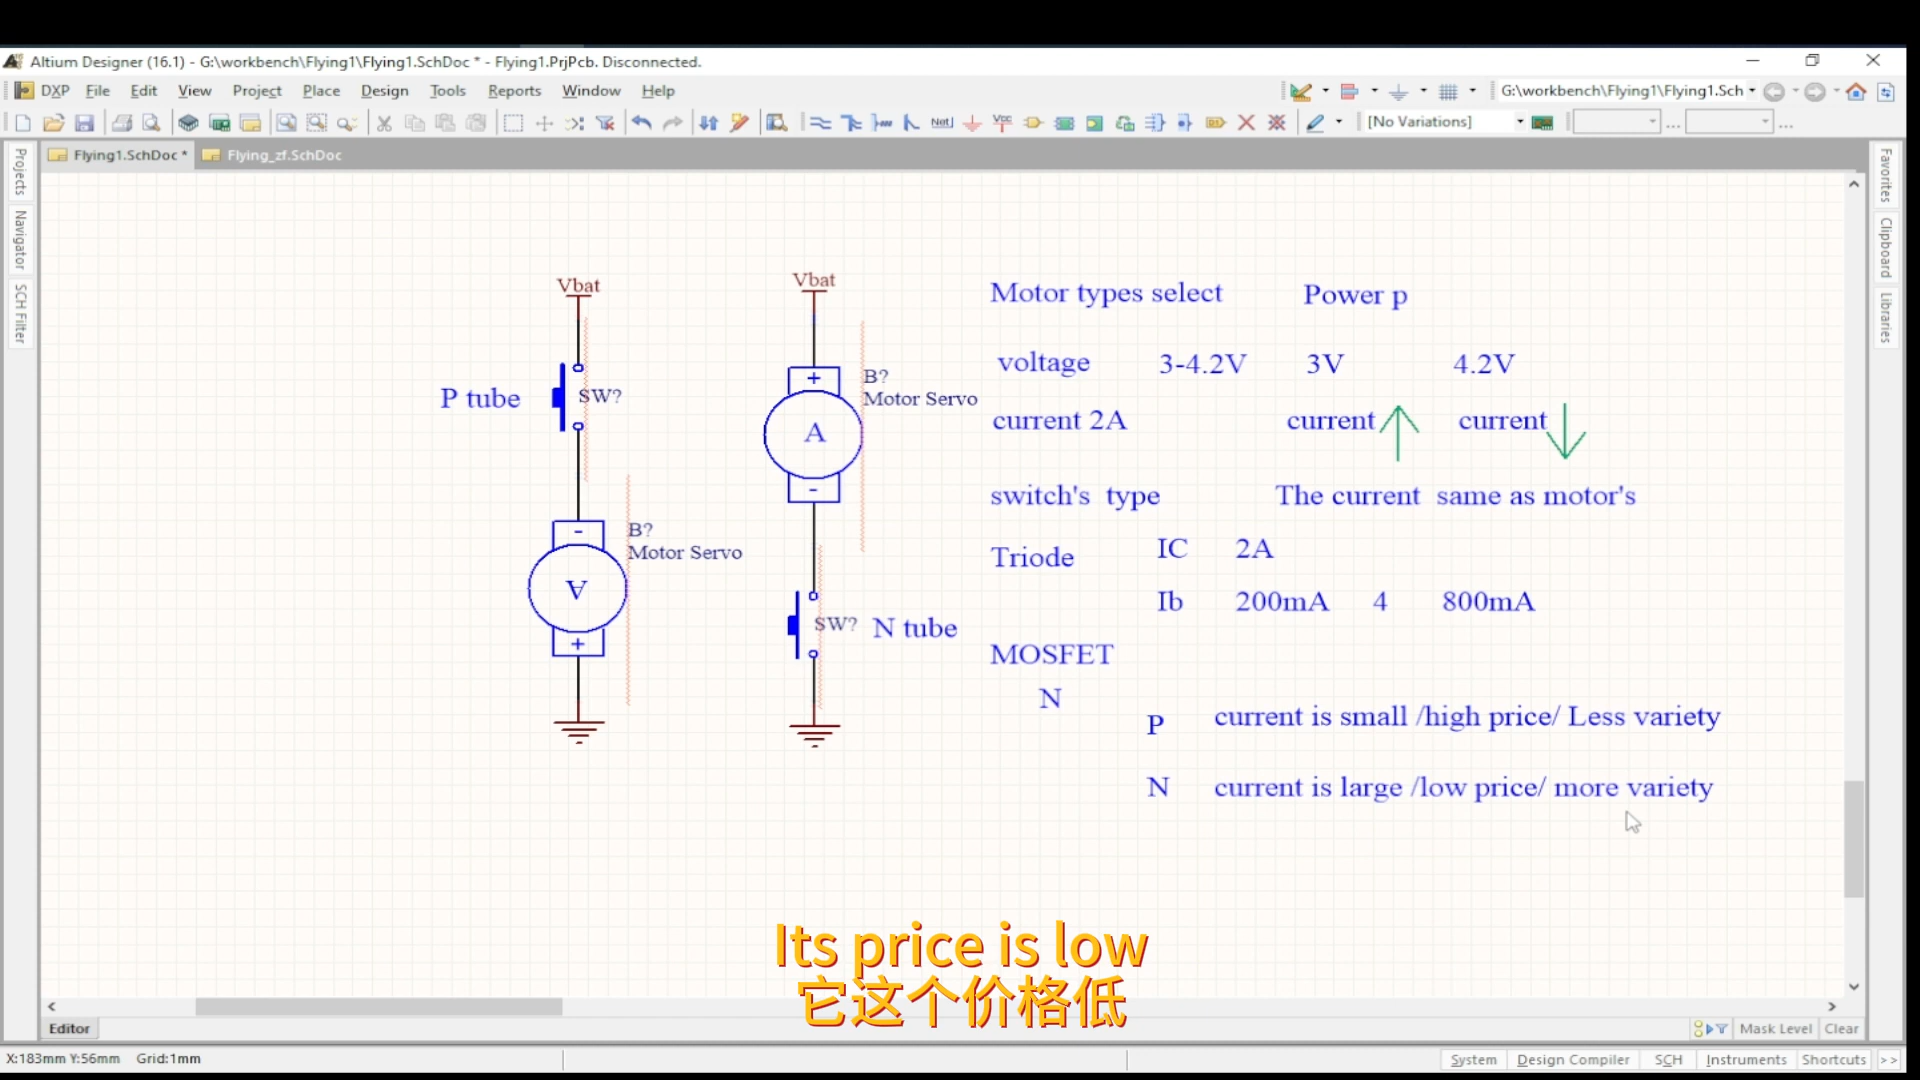 Altium Designer (16.1) - G:\workbench\Flying1\Flying1.SchDoc * - Flying1.PrjPcb. Disconnected.
DXP File Edit View Project Place Design Tools Reports Window Help
G:\workbench\Flying1\Flying1.Sch
[No Variations]
Flying1.SchDoc * Flying_zf.SchDoc
Projects
Navigator
SCH Filter
Favorites
Clipboard
Libraries
Vbat
P tube
SW?
B?
Motor Servo
-
A
+
Vbat
+
B?
Motor Servo
A
-
SW?
N tube
Motor types select Power p
voltage 3-4.2V 3V 4.2V
current 2A current current
switch's type The current same as motor's
Triode IC 2A
Ib 200mA 4 800mA
MOSFET
N
P current is small /high price/ Less variety
N current is large /low price/ more variety
Its price is low
它这个价格低
Editor
Mask Level Clear
X:183mm Y:56mm Grid:1mm
System Design Compiler SCH Instruments Shortcuts >>